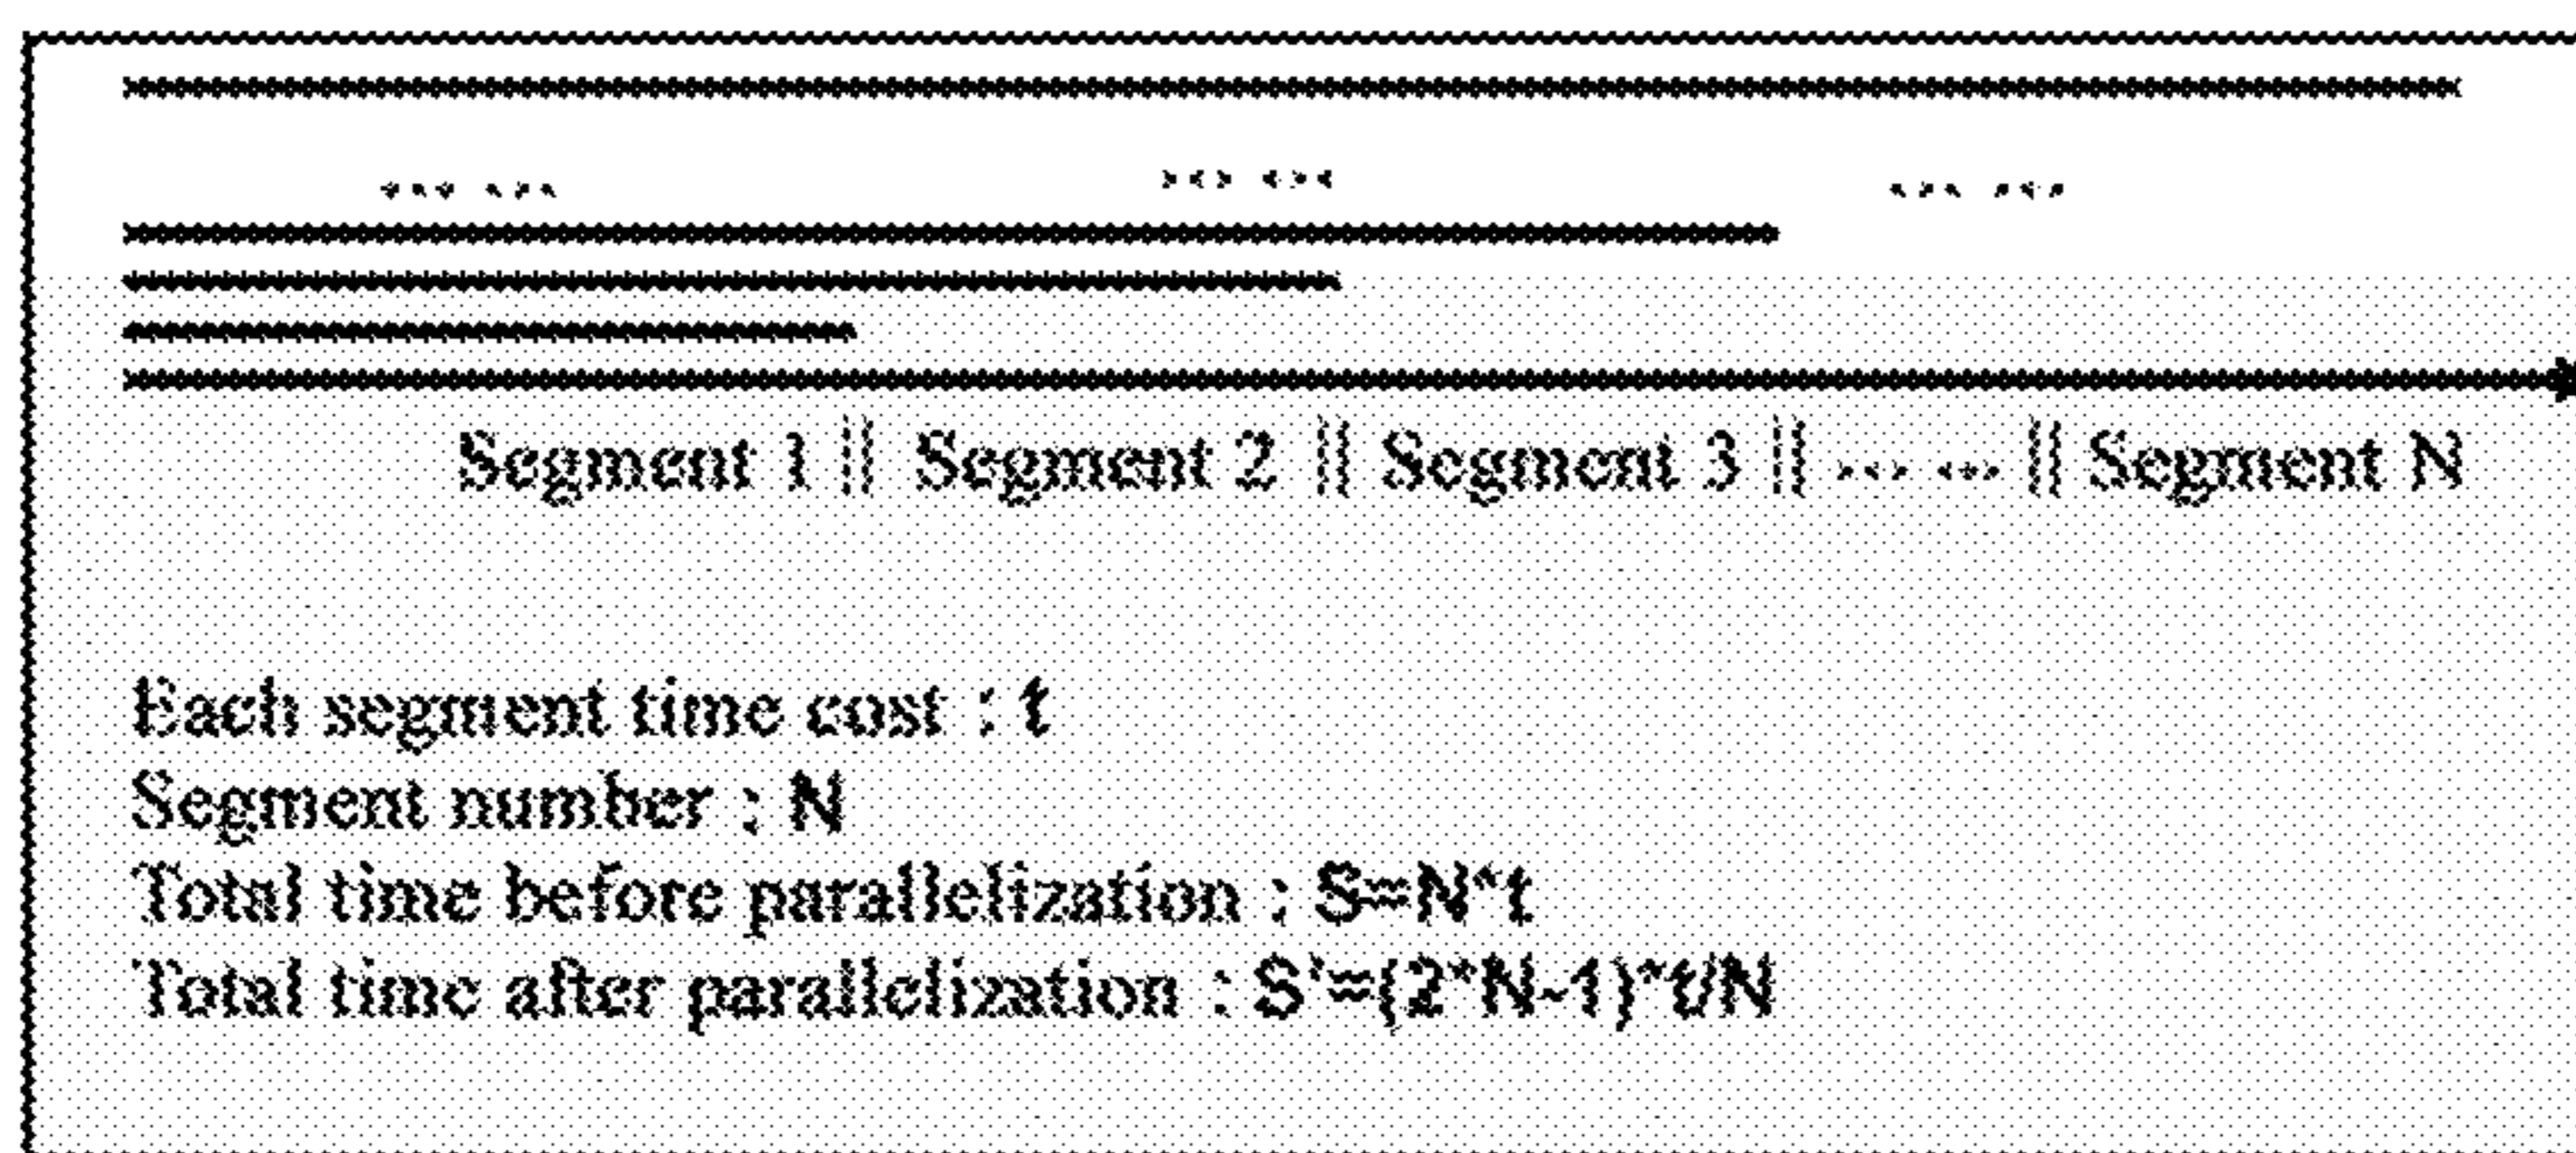 ... ... ... ... ... ...
Segment 1 || Segment 2 || Segment 3 || ... ... || Segment N
Each segment time cost : t
Segment number : N
Total time before parallelization : S=N*t
Total time after parallelization : S'=(2*N-1)*t/N